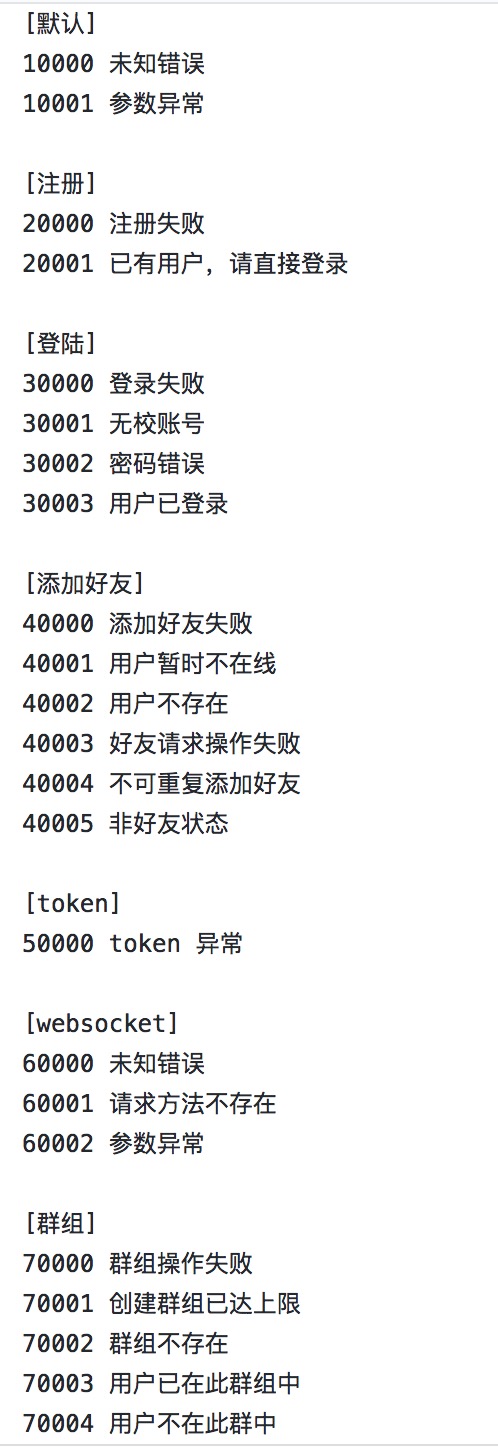 [默认]
10000 未知错误
10001 参数异常
[注册]
20000 注册失败
20001 已有用户，请直接登录
[登陆]
30000 登录失败
30001 无校账号
30002 密码错误
30003 用户已登录
[添加好友]
40000 添加好友失败
40001 用户暂时不在线
40002 用户不存在
40003 好友请求操作失败
40004 不可重复添加好友
40005 非好友状态
[token]
50000 token 异常
[websocket]
60000 未知错误
60001 请求方法不存在
60002 参数异常
[群组]
70000 群组操作失败
70001 创建群组已达上限
70002 群组不存在
70003 用户已在此群组中
70004 用户不在此群中